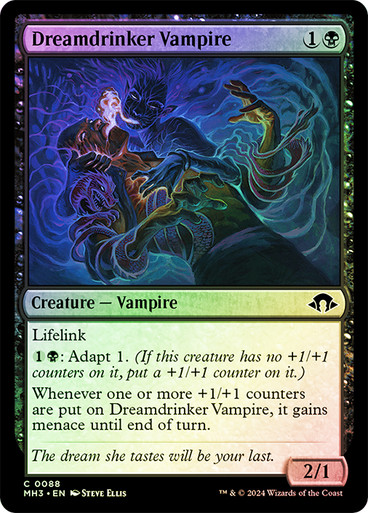 Dreamdrinker Vampire 1
Creature — Vampire
Lifelink
1: Adapt 1. (If this creature has no +1/+1
counters on it, put a +1/+1 counter on it.)
Whenever one or more +1/+1 counters
are put on Dreamdrinker Vampire, it gains
menace until end of turn.
The dream she tastes will be your last.
2/1
C 0088
MH3 • EN Steve Ellis
™ & © 2024 Wizards of the Coast